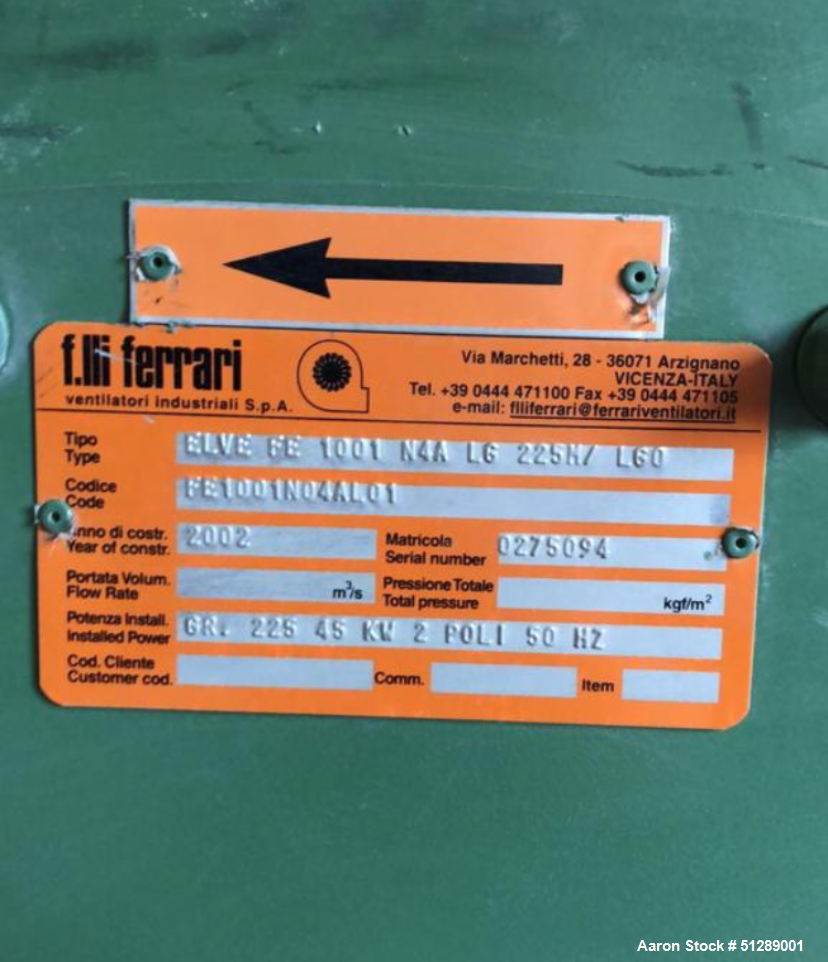 f.lli ferrari
ventilatori industriali S.p.A.
Via Marchetti, 28 - 36071 Arzignano
VICENZA-ITALY
Tel. +39 0444 471100 Fax +39 0444 471105
e-mail: flliferrari@ferrariventilatori.it
Tipo
Type
ELVE FE 1001 N4A LG 225M/ L60
Codice
Code
FE1001N04AL01
Anno di costr.
Year of constr.
2002
Matricola
Serial number
0275094
Portata Volum.
Flow Rate
m³/s
Pressione Totale
Total pressure
kgf/m²
Potenza Install.
Installed Power
GR. 225 45 KW 2 POLI 50 HZ
Cod. Cliente
Customer cod.
Comm.
Item
Aaron Stock # 51289001